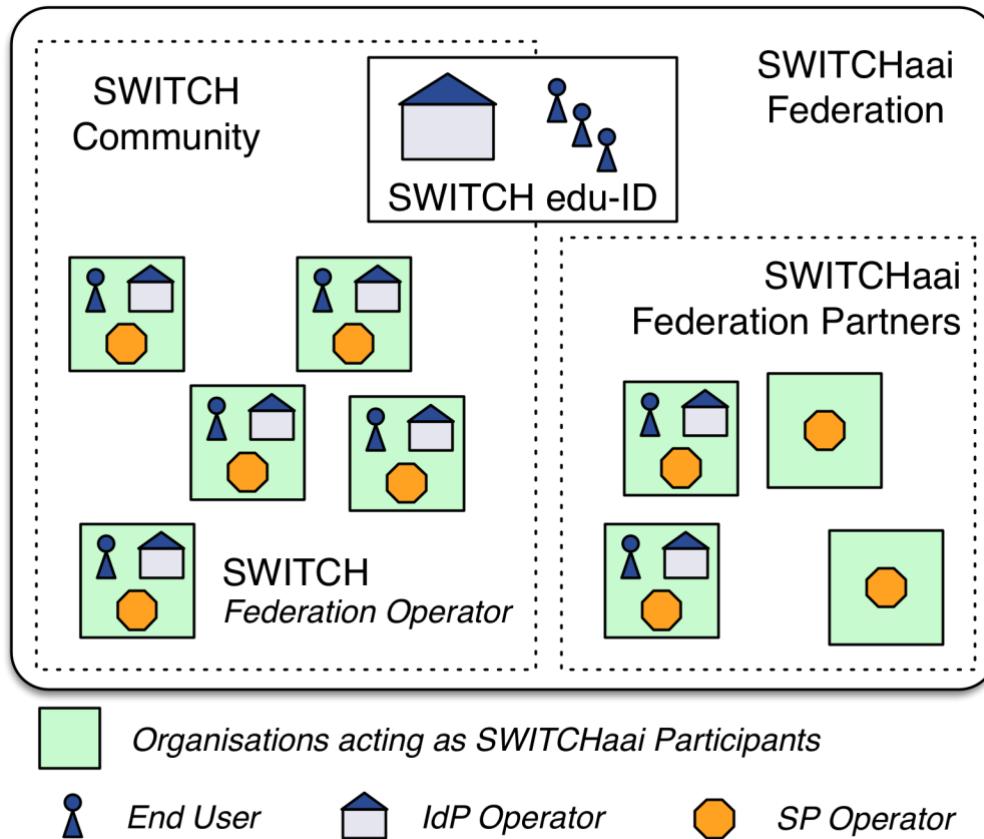 SWITCH
Community
SWITCHaai
Federation
SWITCH edu-ID
SWITCHaai
Federation Partners
SWITCH
Federation Operator
Organisations acting as SWITCHaai Participants
End User
IdP Operator
SP Operator